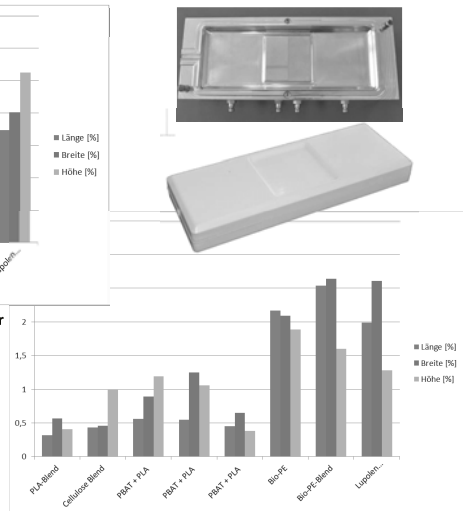 Länge [%]
Breite [%]
Höhe [%]
r
2
1,5
1
0,5
0
Länge [%]
Breite [%]
Höhe [%]
PLA-Blend
Cellulose Blend
PBAT + PLA
PBAT + PLA
PBAT + PLA
Bio-PE
Bio-PE-Blend
Lupolen...